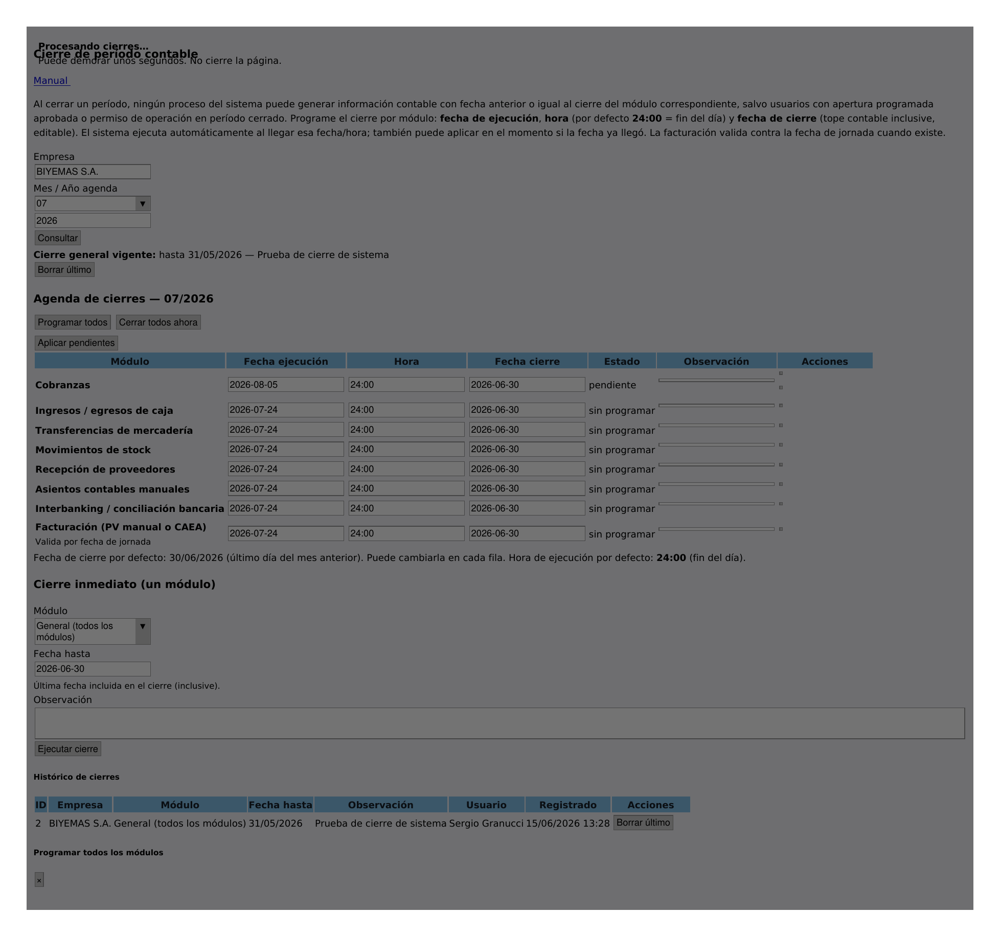 Procesando cierres...
Cierre de período contable
Puede demorar unos segundos. No cierre la página.
Manual
Al cerrar un período, ningún proceso del sistema puede generar información contable con fecha anterior o igual al cierre del módulo correspondiente, salvo usuarios con apertura programada
aprobada o permiso de operación en período cerrado. Programe el cierre por módulo: fecha de ejecución, hora (por defecto 24:00 = fin del día) y fecha de cierre (tope contable inclusive,
editable). El sistema ejecuta automáticamente al llegar esa fecha/hora; también puede aplicar en el momento si la fecha ya llegó. La facturación valida contra la fecha de jornada cuando existe.
Empresa
BIYEMAS S.A.
Mes / Año agenda
07 ▼
2026
Consultar
Cierre general vigente: hasta 31/05/2026 — Prueba de cierre de sistema
Borrar último
Agenda de cierres — 07/2026
Programar todos Cerrar todos ahora
Aplicar pendientes
Módulo Fecha ejecución Hora Fecha cierre Estado Observación Acciones
Cobranzas 2026-08-05 24:00 2026-06-30 pendiente
Ingresos / egresos de caja 2026-07-24 24:00 2026-06-30 sin programar
Transferencias de mercadería 2026-07-24 24:00 2026-06-30 sin programar
Movimientos de stock 2026-07-24 24:00 2026-06-30 sin programar
Recepción de proveedores 2026-07-24 24:00 2026-06-30 sin programar
Asientos contables manuales 2026-07-24 24:00 2026-06-30 sin programar
Interbanking / conciliación bancaria 2026-07-24 24:00 2026-06-30 sin programar
Facturación (PV manual o CAEA) 2026-07-24 24:00 2026-06-30 sin programar
Valida por fecha de jornada
Fecha de cierre por defecto: 30/06/2026 (último día del mes anterior). Puede cambiarla en cada fila. Hora de ejecución por defecto: 24:00 (fin del día).
Cierre inmediato (un módulo)
Módulo
General (todos los ▼
módulos)
Fecha hasta
2026-06-30
Última fecha incluida en el cierre (inclusive).
Observación
Ejecutar cierre
Histórico de cierres
ID Empresa Módulo Fecha hasta Observación Usuario Registrado Acciones
2 BIYEMAS S.A. General (todos los módulos) 31/05/2026 Prueba de cierre de sistema Sergio Granucci 15/06/2026 13:28 Borrar último
Programar todos los módulos
×